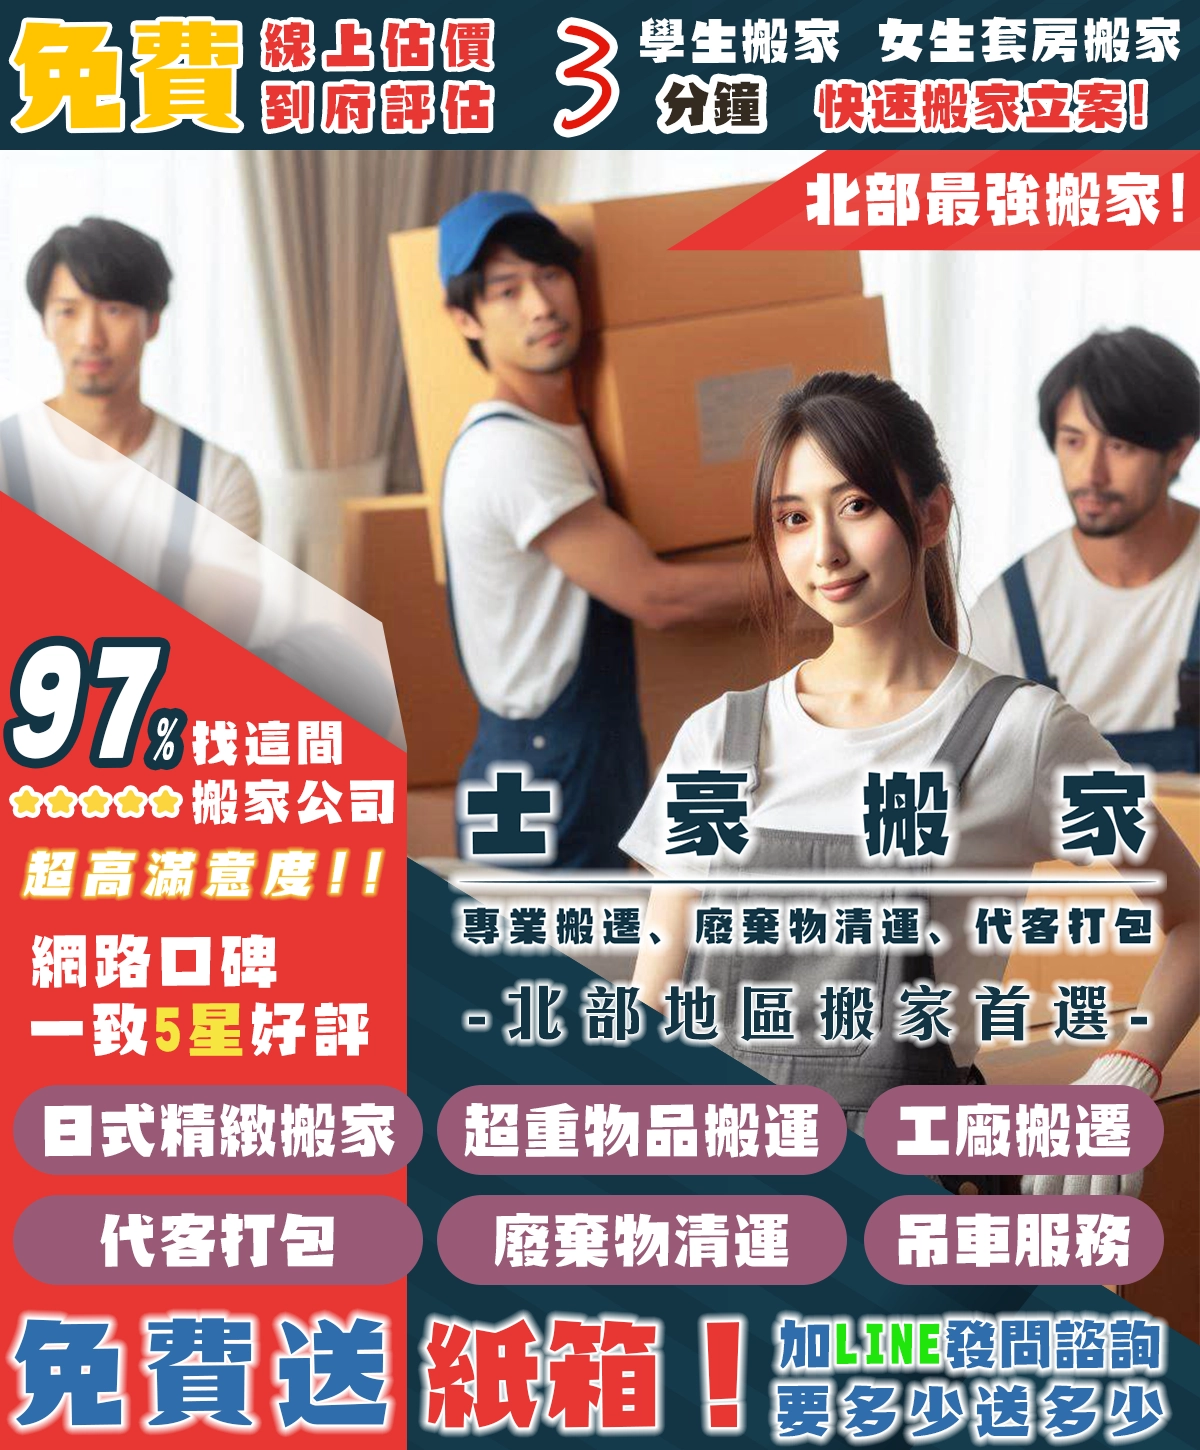 免費
線上估價
到府評估
3
分鐘
學生搬家 女生套房搬家
快速搬家立案!
北部最強搬家!
97%
找這間
搬家公司
超高滿意度!!
網路口碑
一致5星好評
士豪搬家
專業搬遷、廢棄物清運、代客打包
-北部地區搬家首選-
日式精緻搬家
超重物品搬運
工廠搬遷
代客打包
廢棄物清運
吊車服務
免費送紙箱!
加LINE發問諮詢
要多少送多少